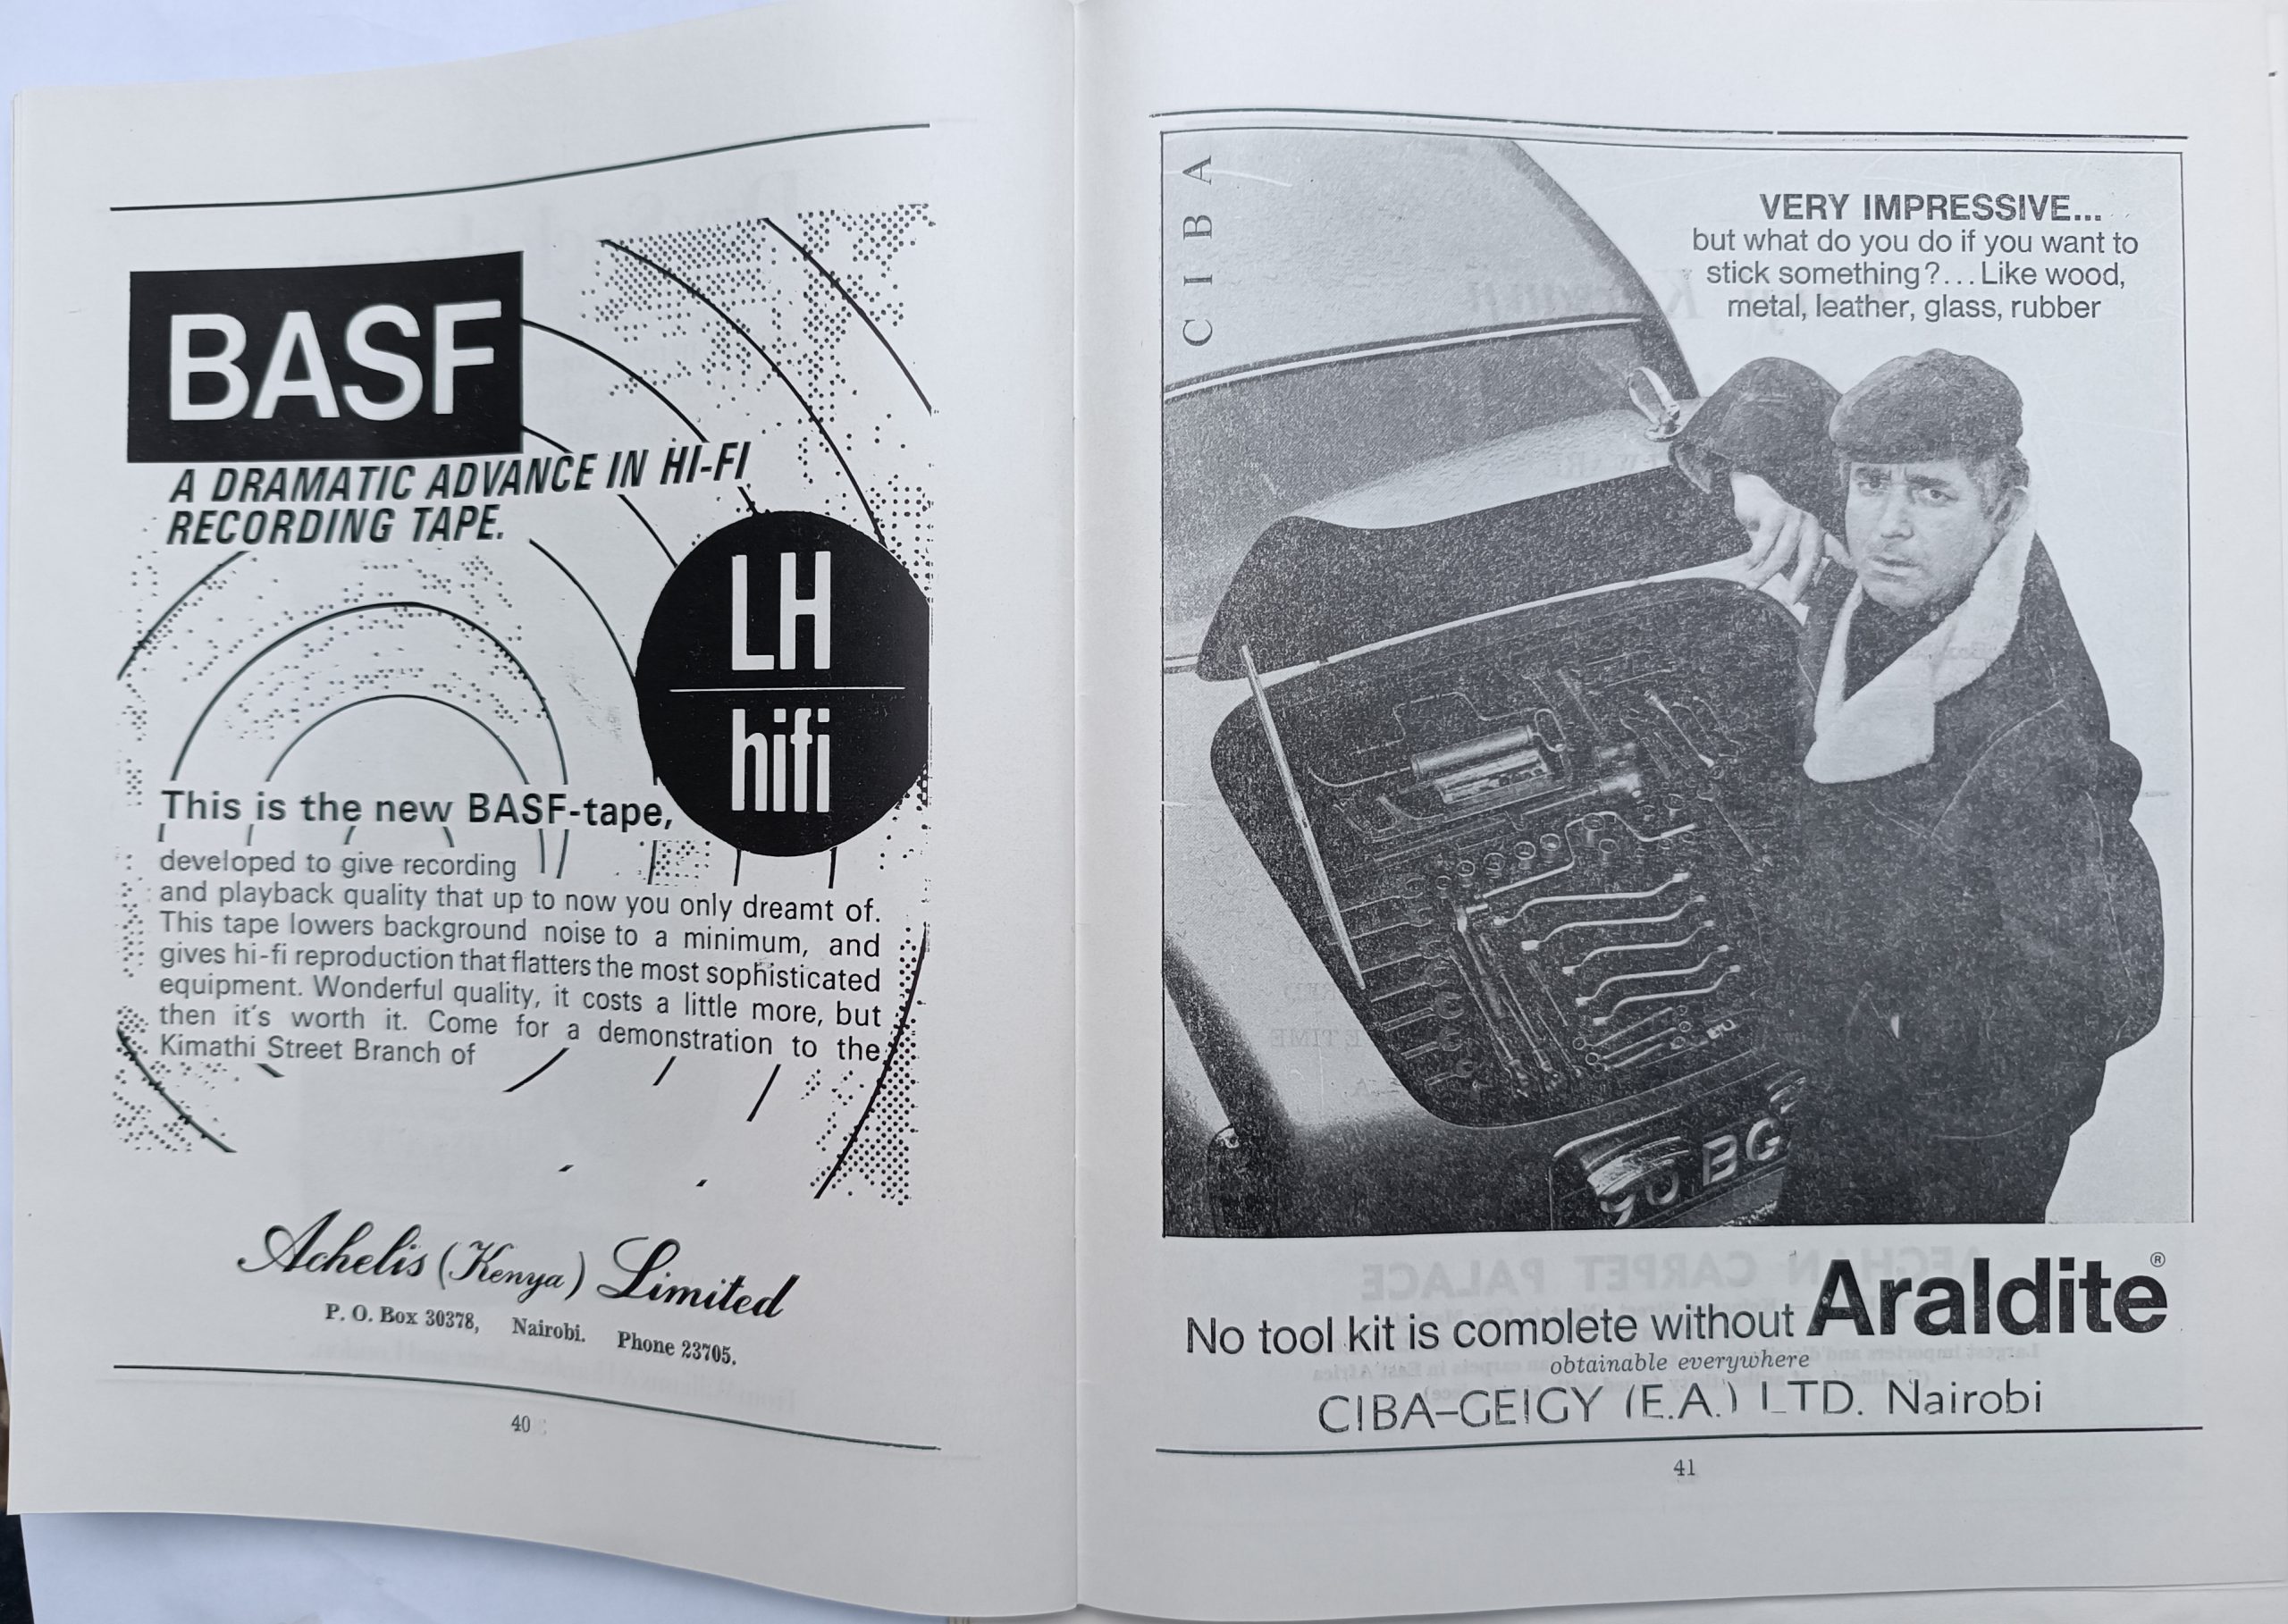 BASF
A DRAMATIC ADVANCE IN HI-FI
RECORDING TAPE.
LH
hifi
This is the new BASF-tape,
developed to give recording
and playback quality that up to now you only dreamt of.
This tape lowers background noise to a minimum, and
gives hi-fi reproduction that flatters the most sophisticated
equipment. Wonderful quality, it costs a little more, but
then it's worth it. Come for a demonstration to the
Kimathi Street Branch of
Achelis (Kenya) Limited
P. O. Box 30378, Nairobi. Phone 23705.
40
CIBA
VERY IMPRESSIVE...
but what do you do if you want to
stick something?... Like wood,
metal, leather, glass, rubber
90 BG
No tool kit is complete without Araldite®
obtainable everywhere
CIBA-GEIGY (E.A.) LTD. Nairobi
41